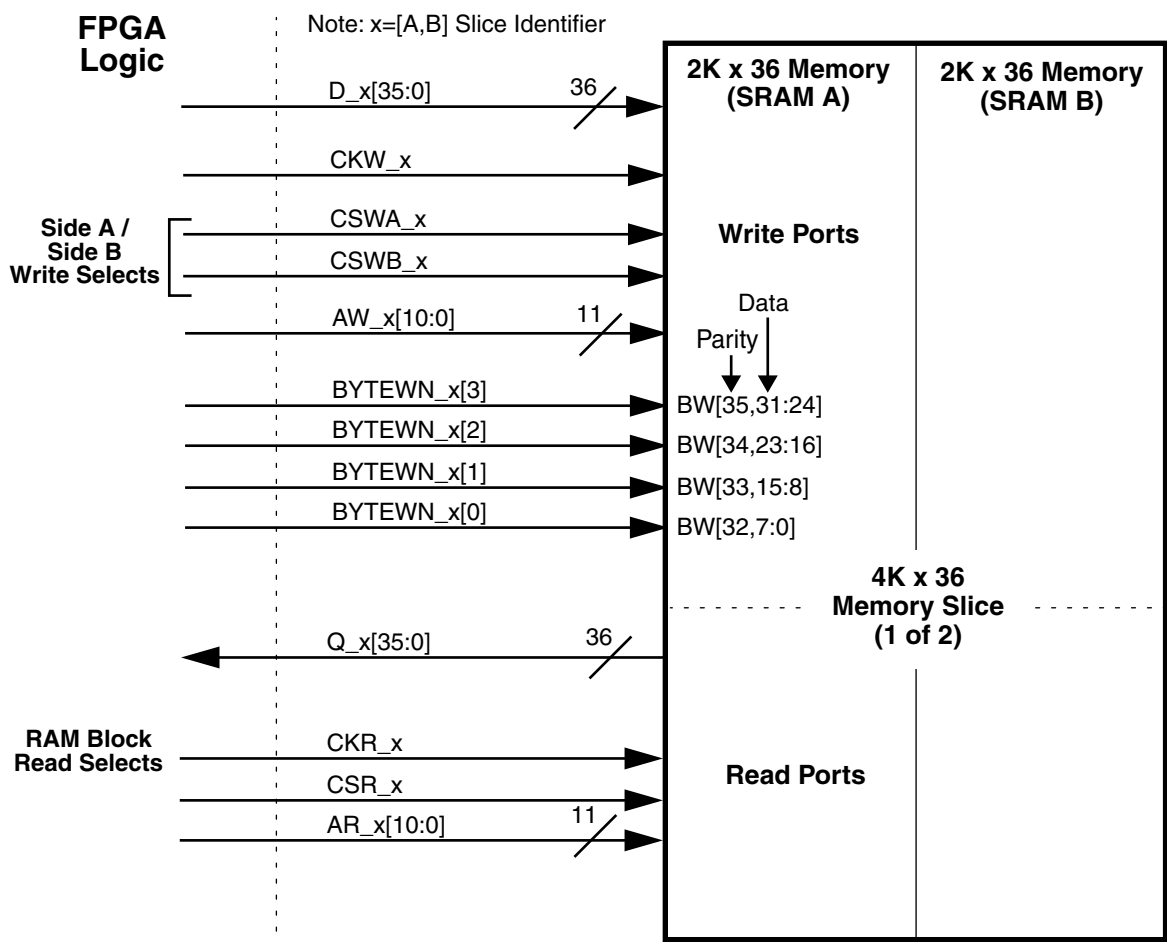 FPGA
Logic
Note: x=[A,B] Slice Identifier
2K x 36 Memory
(SRAM A)
2K x 36 Memory
(SRAM B)
D_x[35:0]
36
CKW_x
Side A /
Side B
Write Selects
CSWA_x
CSWB_x
Write Ports
AW_x[10:0]
11
Data
Parity
BYTEWN_x[3]
BW[35,31:24]
BYTEWN_x[2]
BW[34,23:16]
BYTEWN_x[1]
BW[33,15:8]
BYTEWN_x[0]
BW[32,7:0]
4K x 36
Memory Slice
(1 of 2)
Q_x[35:0]
36
RAM Block
Read Selects
CKR_x
CSR_x
Read Ports
AR_x[10:0]
11